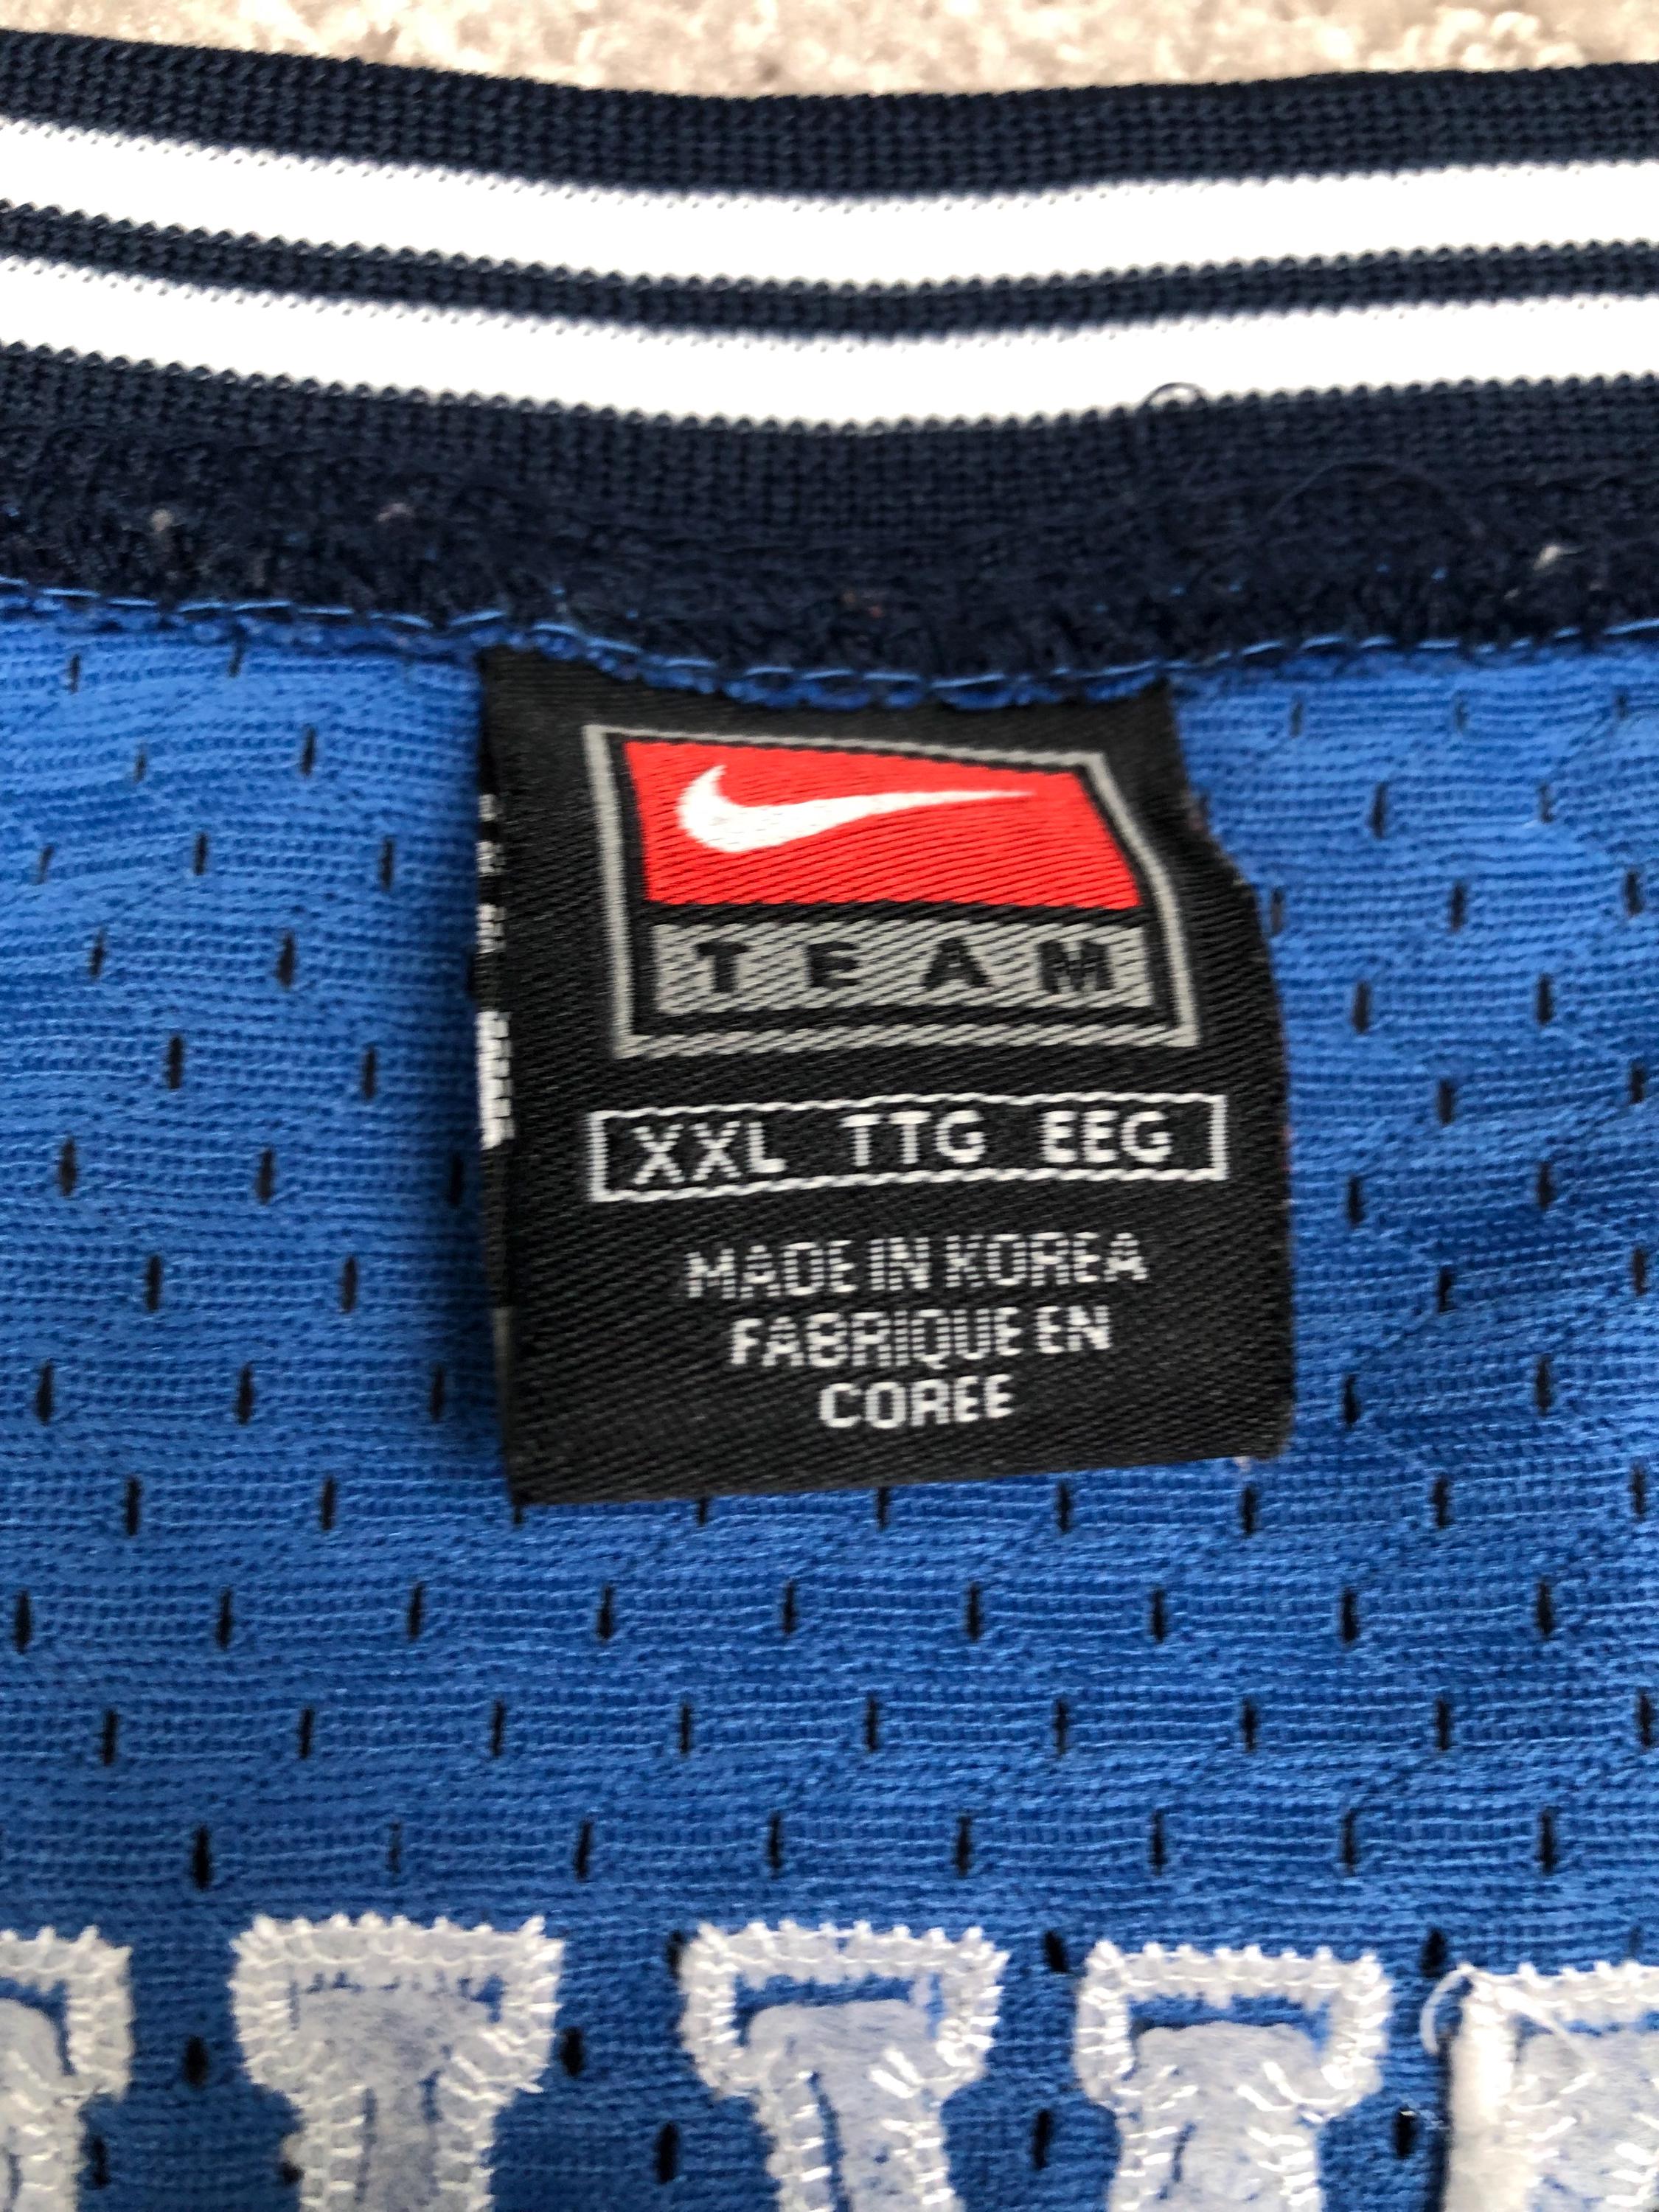 TEAM
XXL TTG EEG
MADE IN KOREA
FABRIQUE EN
COREE